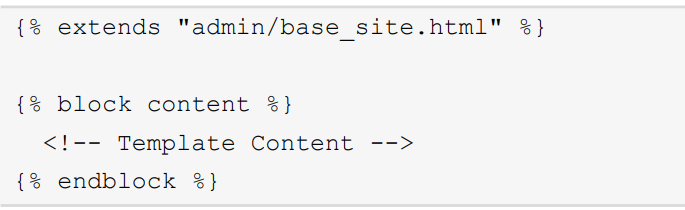 {% extends "admin/base_site.html" %}
{% block content %}
<!-- Template Content -->
{% endblock %}